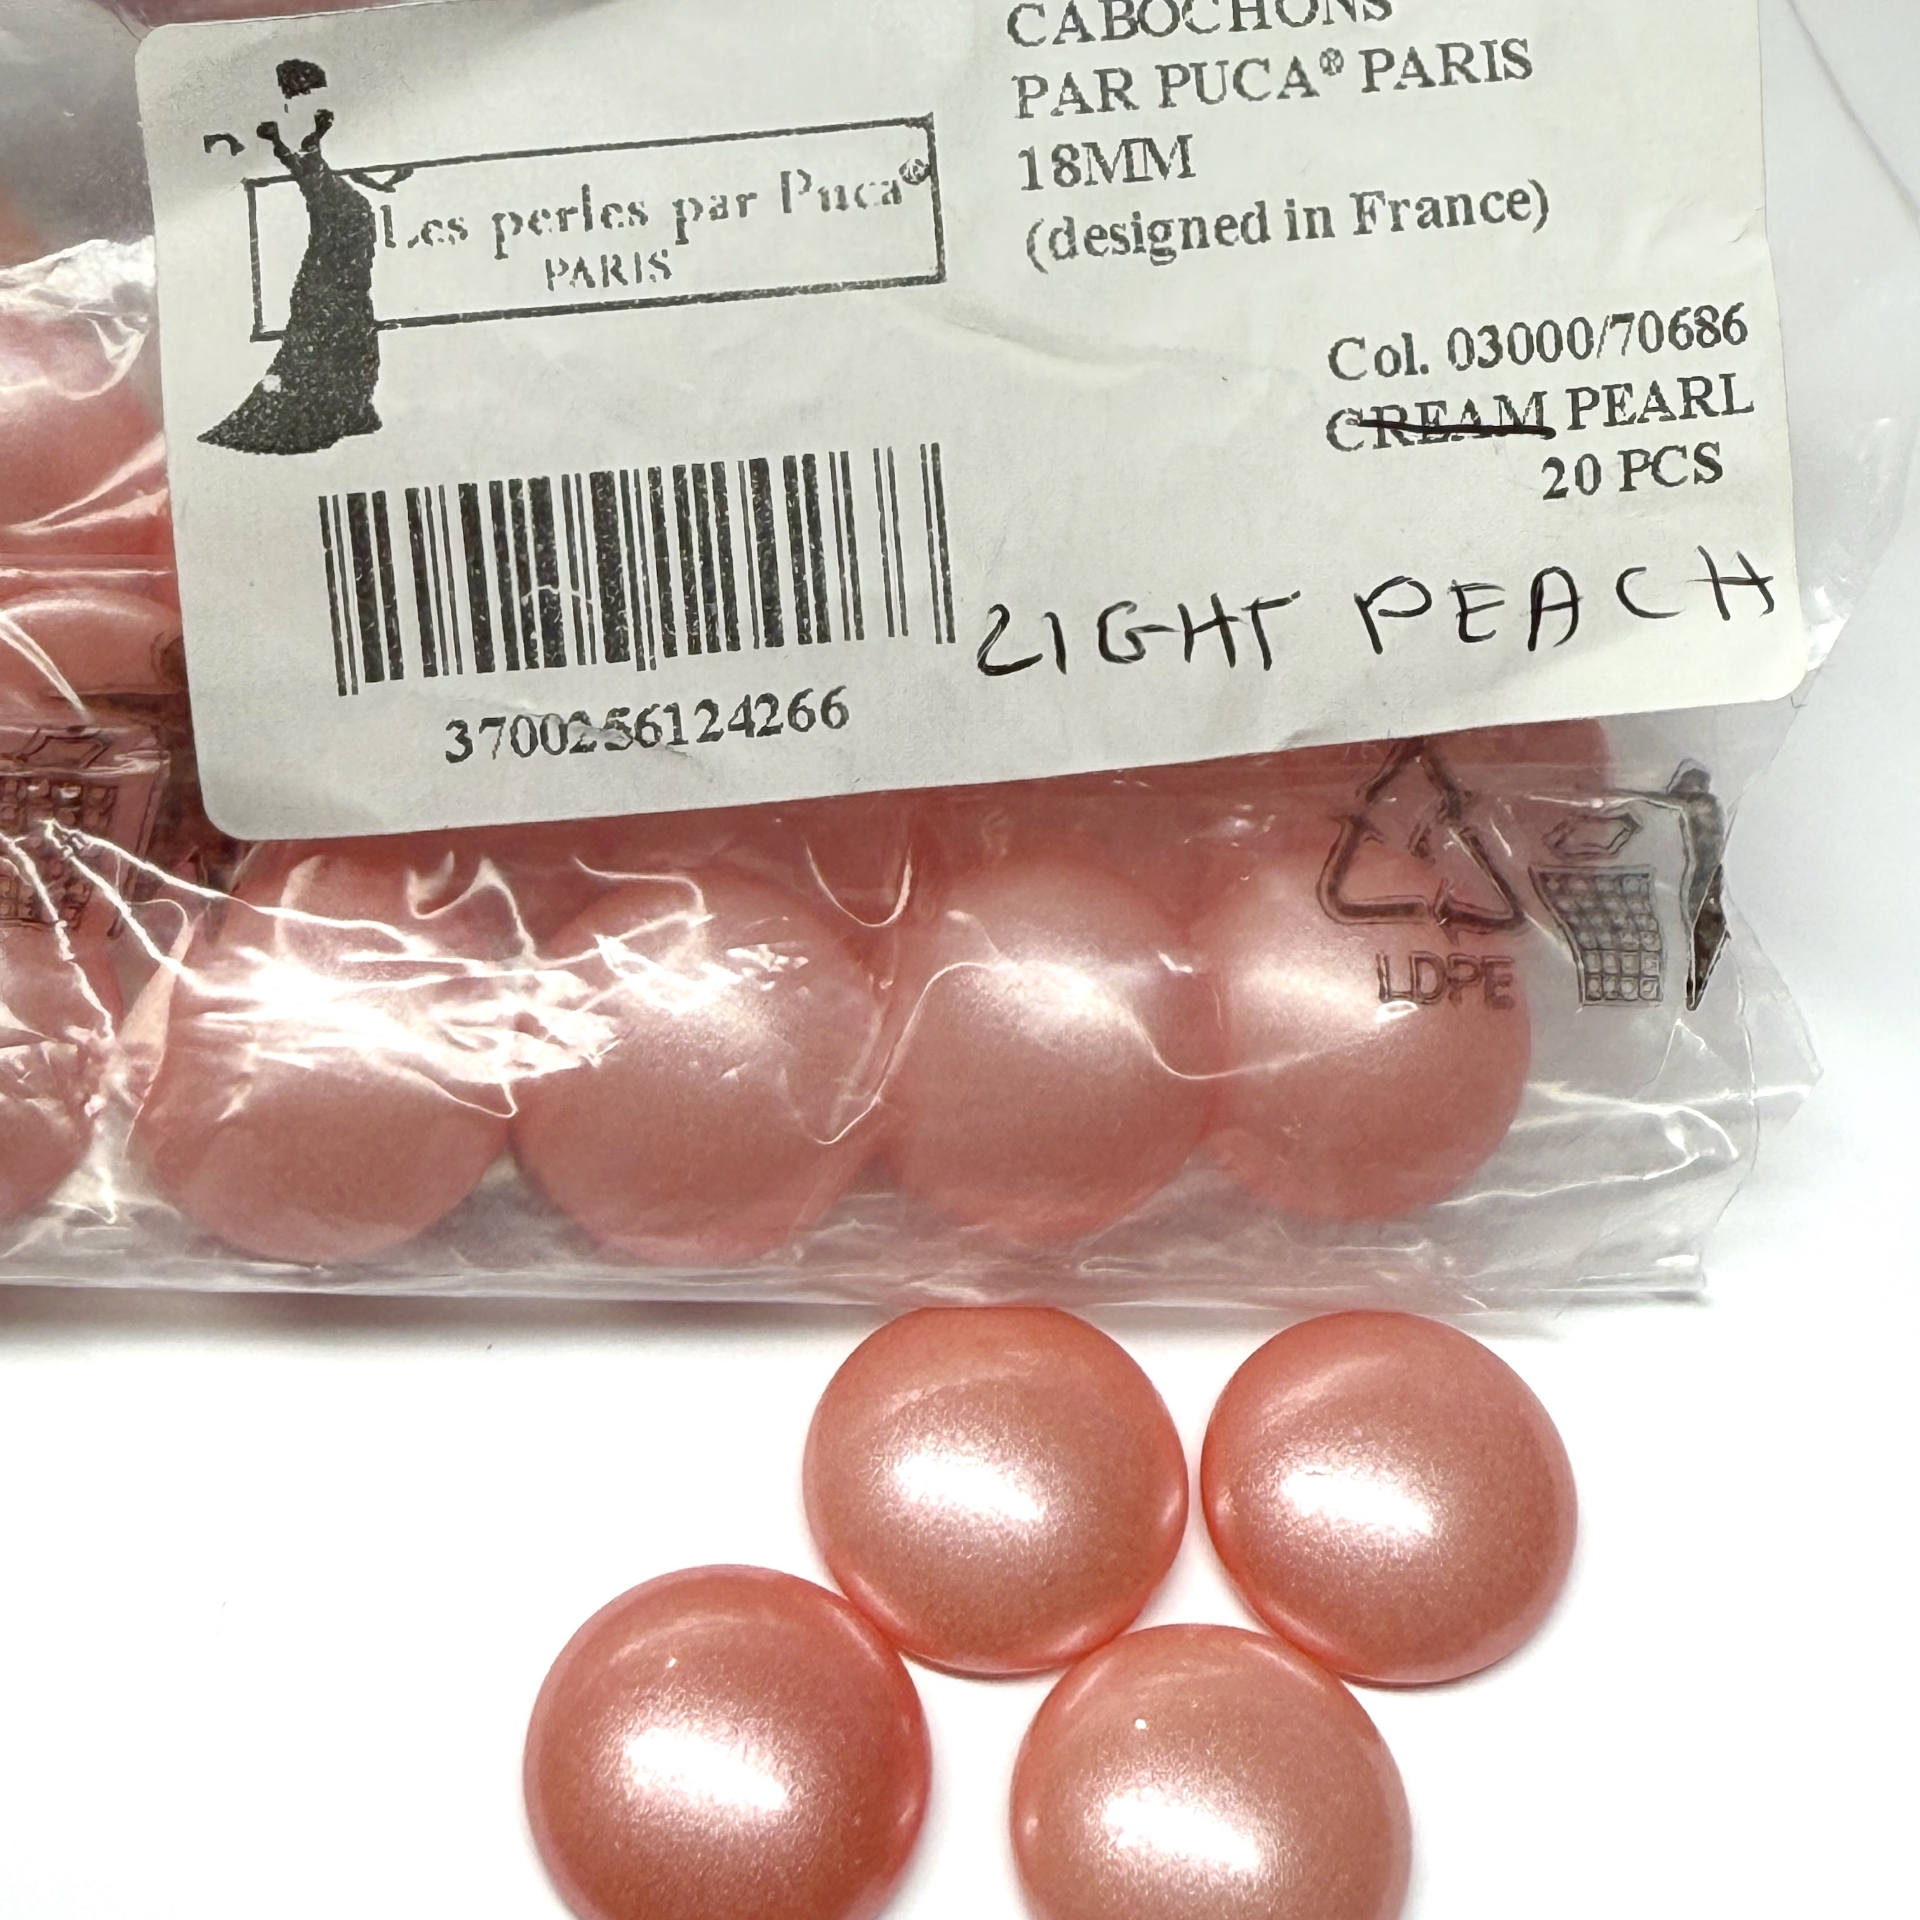 Les perles par Puca®
PARIS
CABOCHONS
PAR PUCA® PARIS
18MM
(designed in France)
Col. 03000/70686
CREAM PEARL
20 PCS
LIGHT PEACH
3700256124266
LDPE